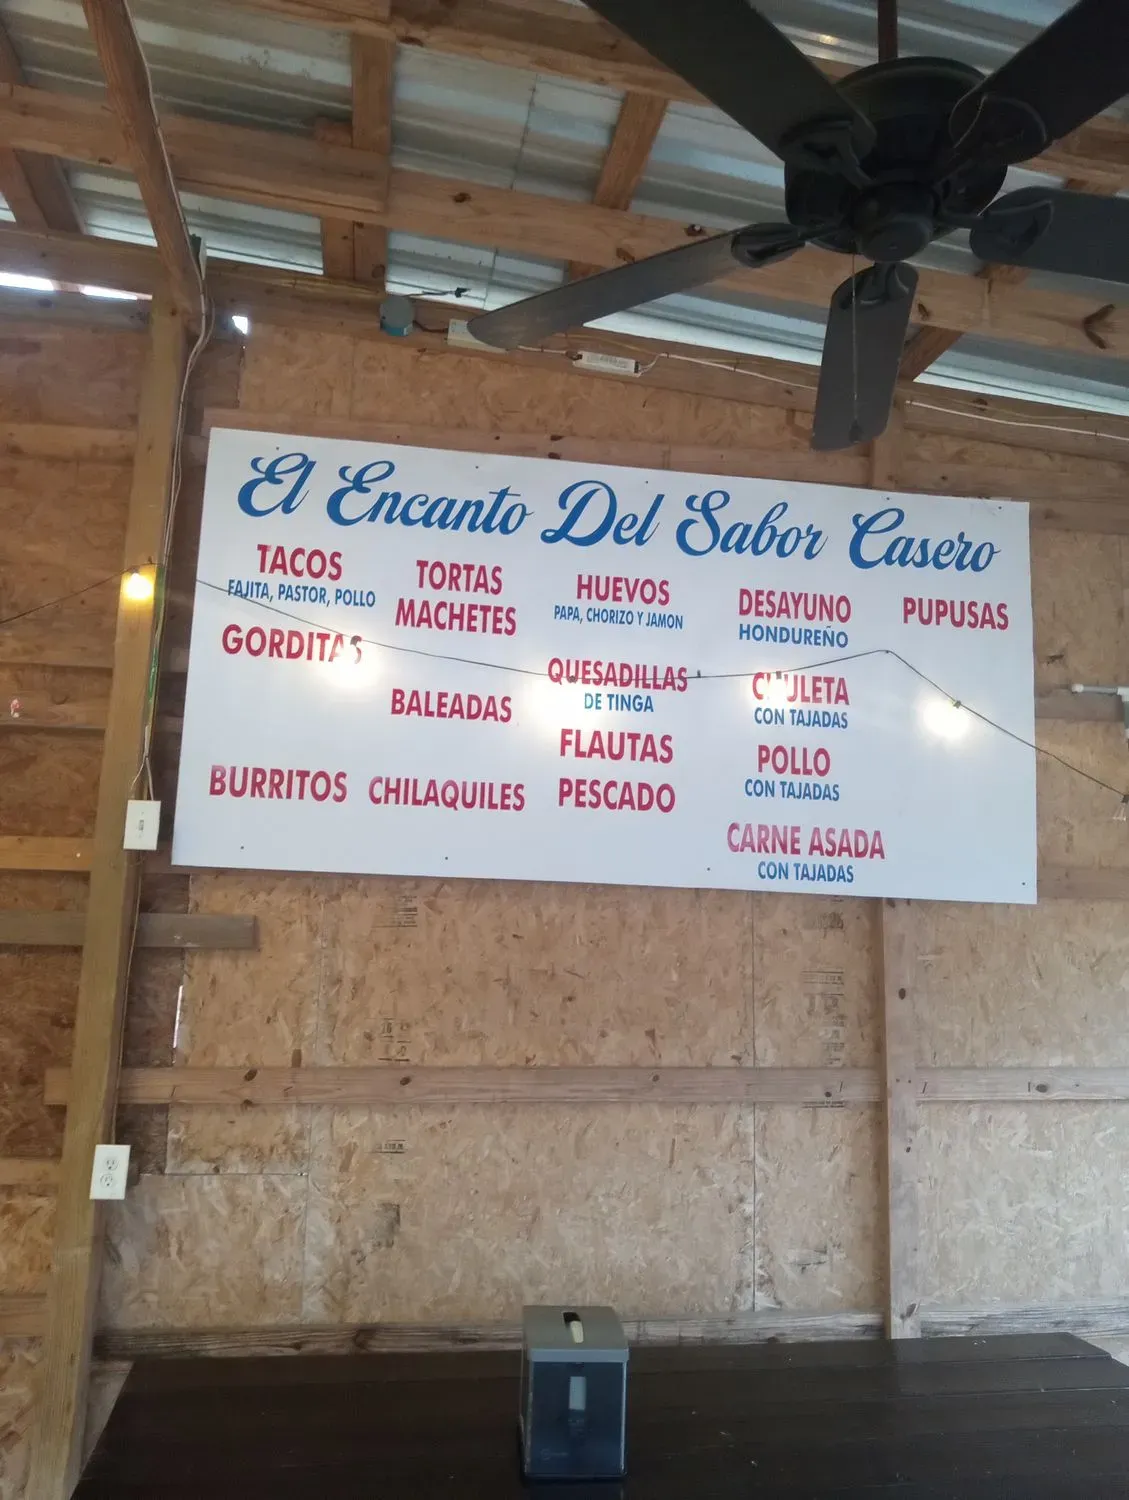 El Encanto Del Sabor Casero
TACOS
FAJITA, PASTOR, POLLO
GORDITAS
BURRITOS
TORTAS
MACHETES
BALEADAS
CHILAQUILES
HUEVOS
PAPA, CHORIZO Y JAMON
QUESADILLAS
DE TINGA
FLAUTAS
PESCADO
DESAYUNO
HONDUREÑO
CHULETA
CON TAJADAS
POLLO
CON TAJADAS
CARNE ASADA
CON TAJADAS
PUPUSAS